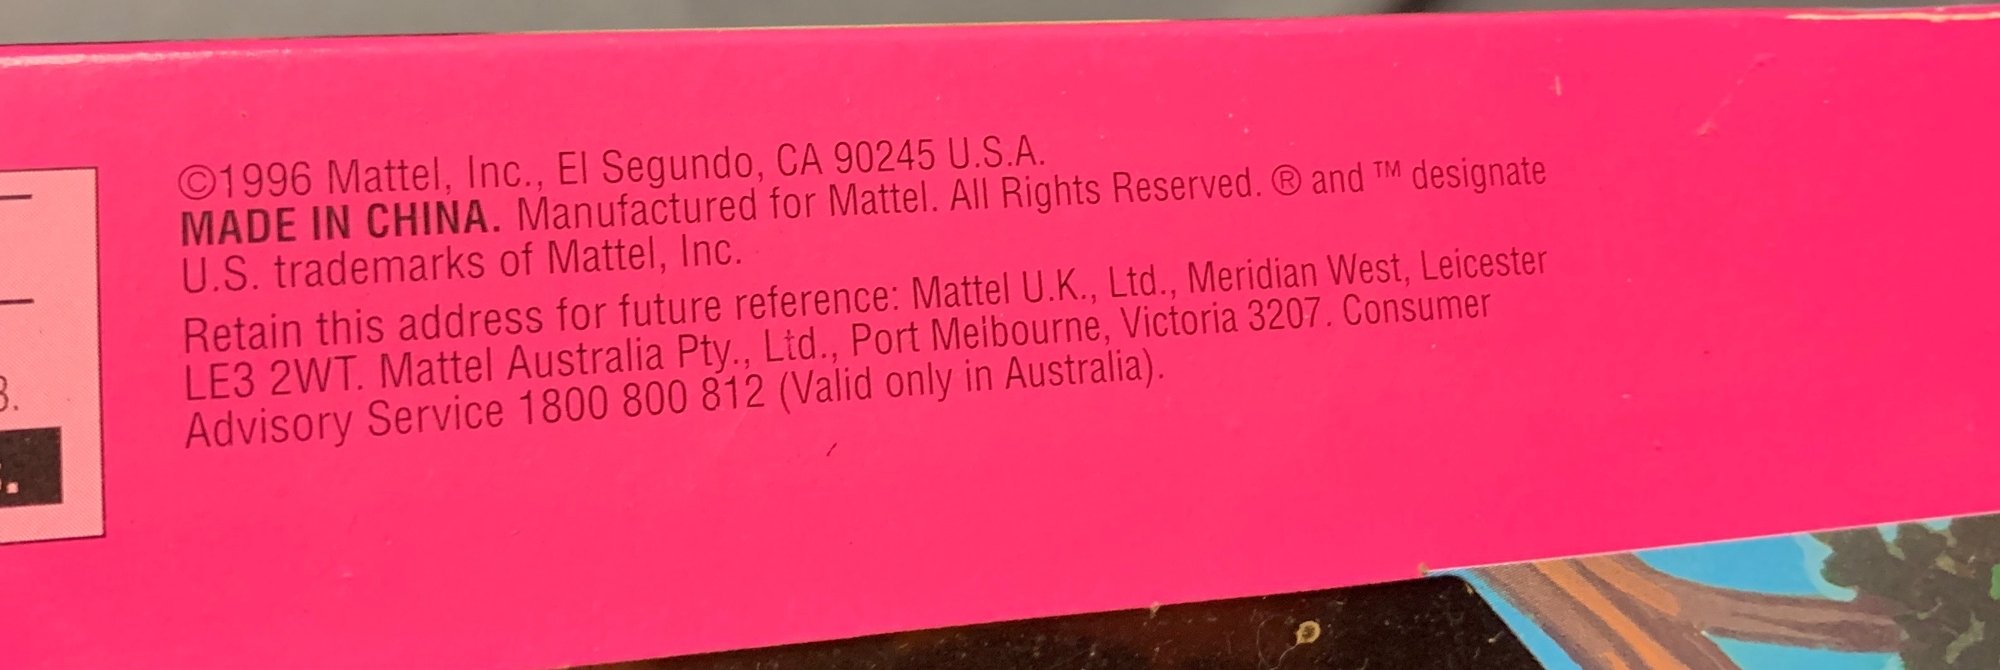 ©1996 Mattel, Inc., El Segundo, CA 90245 U.S.A.
MADE IN CHINA. Manufactured for Mattel. All Rights Reserved. ® and ™ designate
U.S. trademarks of Mattel, Inc.
Retain this address for future reference: Mattel U.K., Ltd., Meridian West, Leicester
LE3 2WT. Mattel Australia Pty., Ltd., Port Melbourne, Victoria 3207. Consumer
Advisory Service 1800 800 812 (Valid only in Australia).